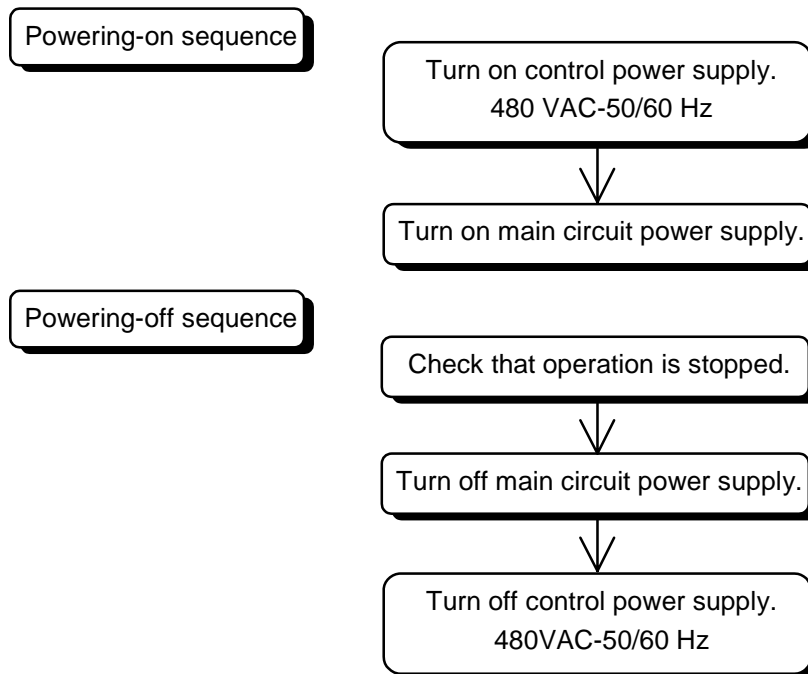 Powering-on sequence
Turn on control power supply.
480 VAC-50/60 Hz
Turn on main circuit power supply.
Powering-off sequence
Check that operation is stopped.
Turn off main circuit power supply.
Turn off control power supply.
480VAC-50/60 Hz